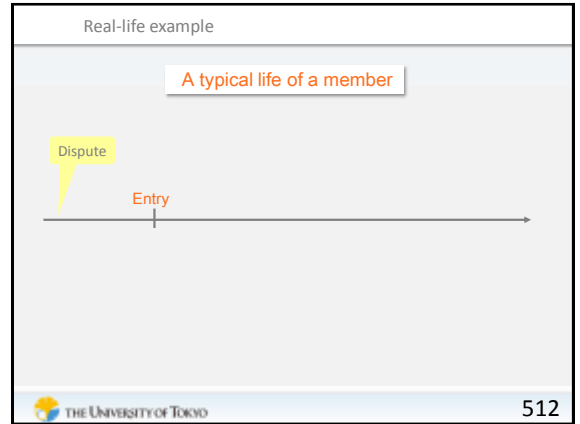 Real-life example
A typical life of a member
Dispute
Entry
THE UNIVERSITY OF TOKYO
512